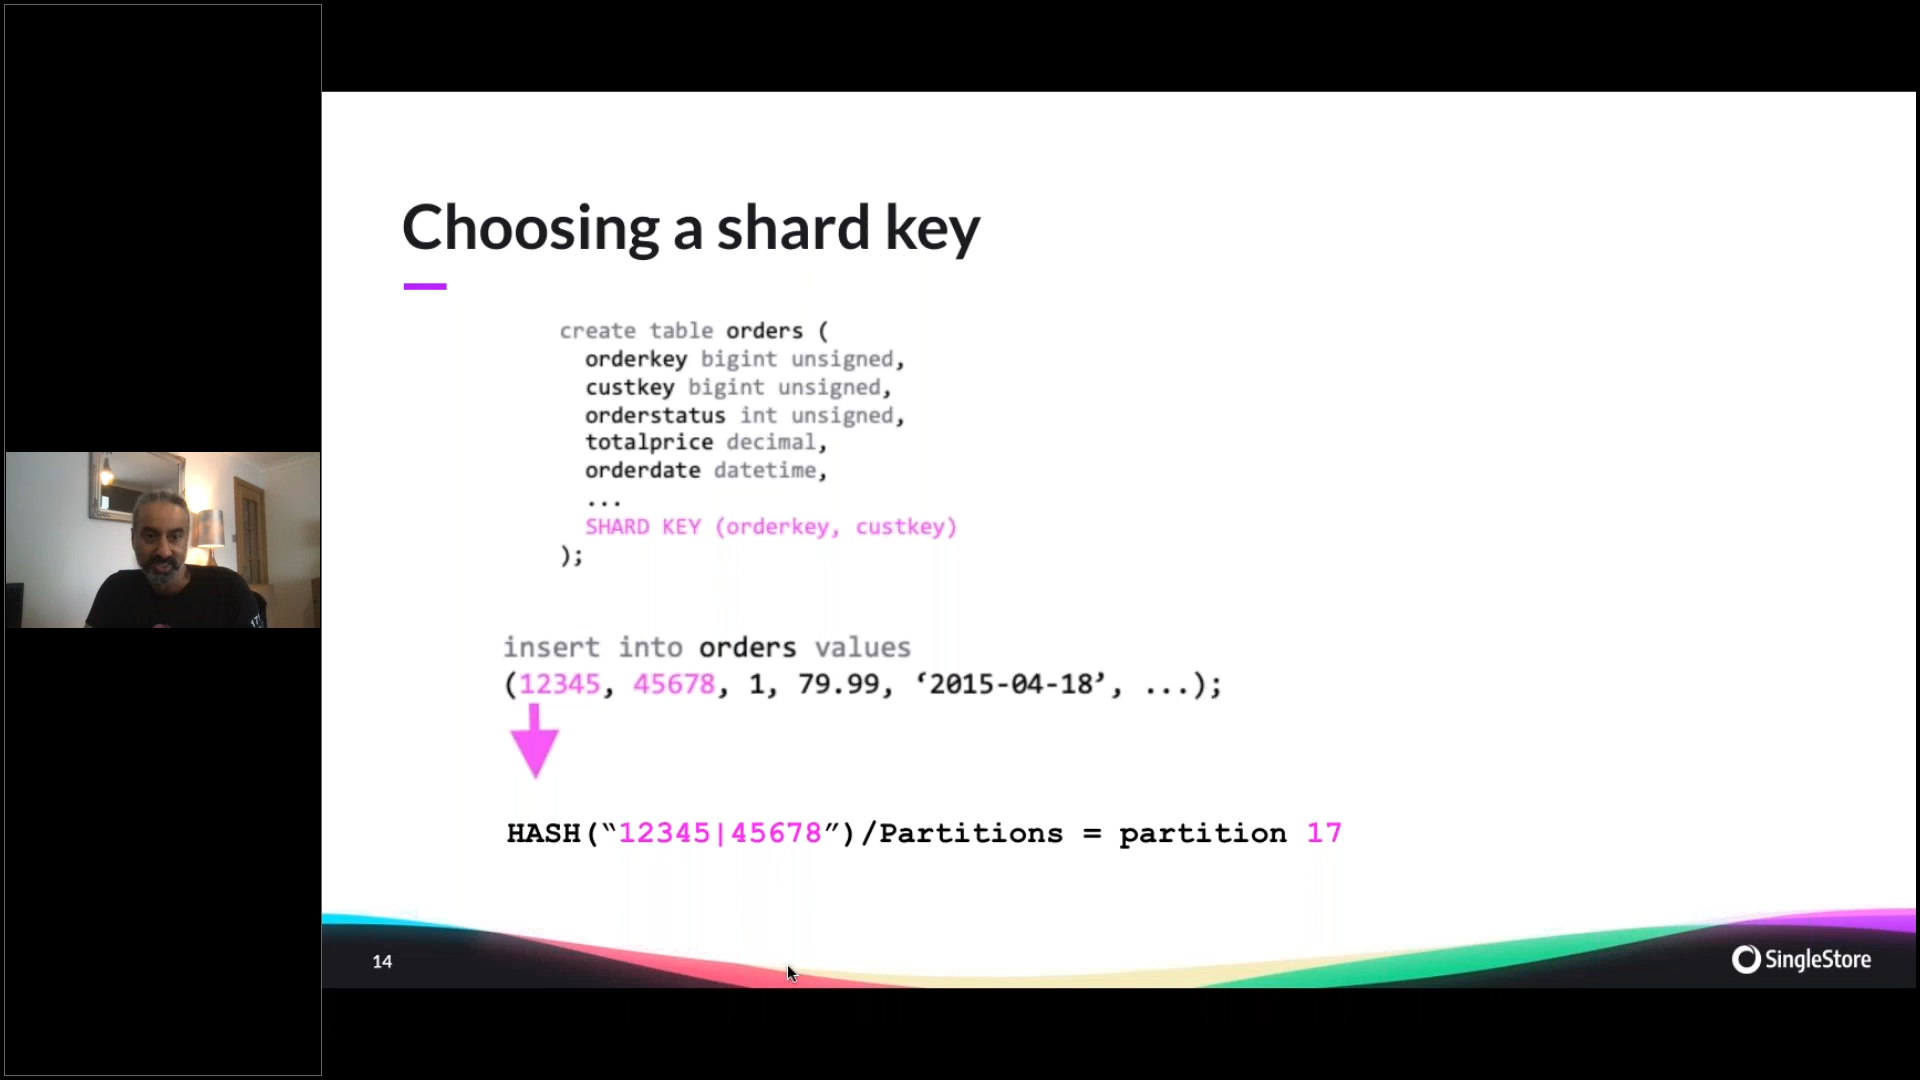 Choosing a shard key
create table orders (
orderkey bigint unsigned,
custkey bigint unsigned,
orderstatus int unsigned,
totalprice decimal,
orderdate datetime,
...
SHARD KEY (orderkey, custkey)
);
insert into orders values
(12345, 45678, 1, 79.99, ‘2015-04-18’, ...);
HASH(“12345|45678”)/Partitions = partition 17
14
SingleStore